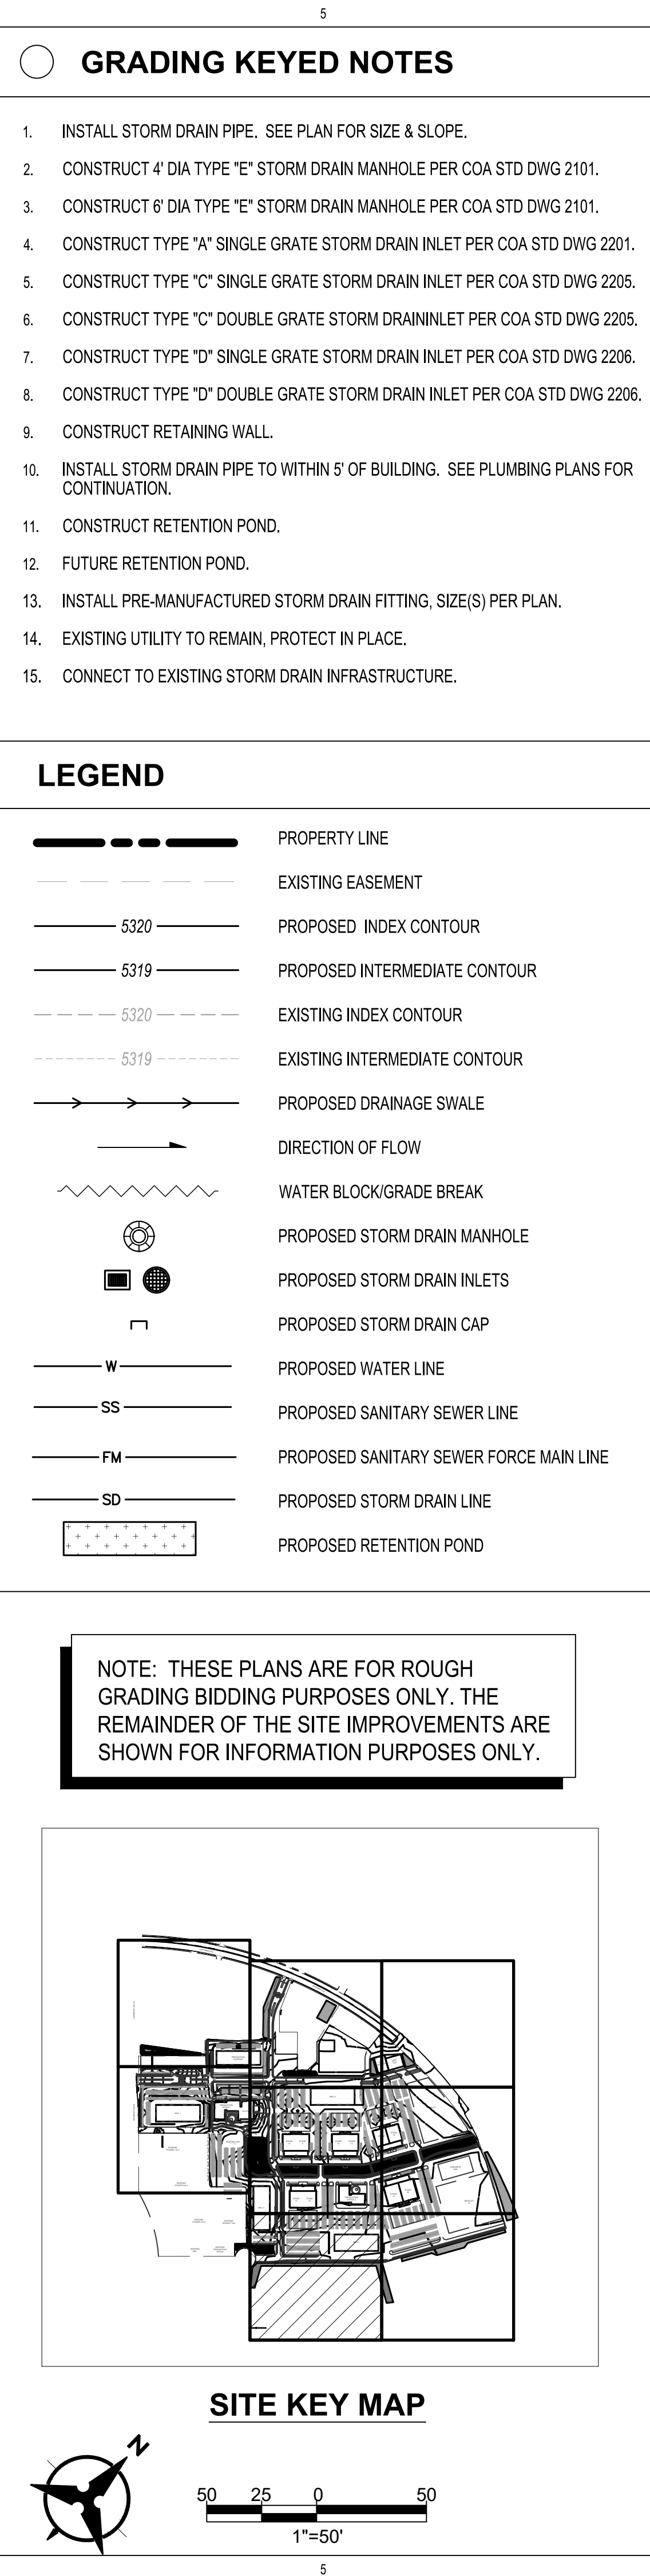 5
GRADING KEYED NOTES
1. INSTALL STORM DRAIN PIPE. SEE PLAN FOR SIZE & SLOPE.
2. CONSTRUCT 4' DIA TYPE "E" STORM DRAIN MANHOLE PER COA STD DWG 2101.
3. CONSTRUCT 6' DIA TYPE "E" STORM DRAIN MANHOLE PER COA STD DWG 2101.
4. CONSTRUCT TYPE "A" SINGLE GRATE STORM DRAIN INLET PER COA STD DWG 2201.
5. CONSTRUCT TYPE "C" SINGLE GRATE STORM DRAIN INLET PER COA STD DWG 2205.
6. CONSTRUCT TYPE "C" DOUBLE GRATE STORM DRAININLET PER COA STD DWG 2205.
7. CONSTRUCT TYPE "D" SINGLE GRATE STORM DRAIN INLET PER COA STD DWG 2206.
8. CONSTRUCT TYPE "D" DOUBLE GRATE STORM DRAIN INLET PER COA STD DWG 2206.
9. CONSTRUCT RETAINING WALL.
10. INSTALL STORM DRAIN PIPE TO WITHIN 5' OF BUILDING. SEE PLUMBING PLANS FOR
CONTINUATION.
11. CONSTRUCT RETENTION POND.
12. FUTURE RETENTION POND.
13. INSTALL PRE-MANUFACTURED STORM DRAIN FITTING, SIZE(S) PER PLAN.
14. EXISTING UTILITY TO REMAIN, PROTECT IN PLACE.
15. CONNECT TO EXISTING STORM DRAIN INFRASTRUCTURE.
LEGEND
PROPERTY LINE
EXISTING EASEMENT
5320 PROPOSED INDEX CONTOUR
5319 PROPOSED INTERMEDIATE CONTOUR
5320 EXISTING INDEX CONTOUR
5319 EXISTING INTERMEDIATE CONTOUR
PROPOSED DRAINAGE SWALE
DIRECTION OF FLOW
WATER BLOCK/GRADE BREAK
PROPOSED STORM DRAIN MANHOLE
PROPOSED STORM DRAIN INLETS
PROPOSED STORM DRAIN CAP
W PROPOSED WATER LINE
SS PROPOSED SANITARY SEWER LINE
FM PROPOSED SANITARY SEWER FORCE MAIN LINE
SD PROPOSED STORM DRAIN LINE
PROPOSED RETENTION POND
NOTE: THESE PLANS ARE FOR ROUGH
GRADING BIDDING PURPOSES ONLY. THE
REMAINDER OF THE SITE IMPROVEMENTS ARE
SHOWN FOR INFORMATION PURPOSES ONLY.
SITE KEY MAP
N
50 25 0 50
1"=50'
5